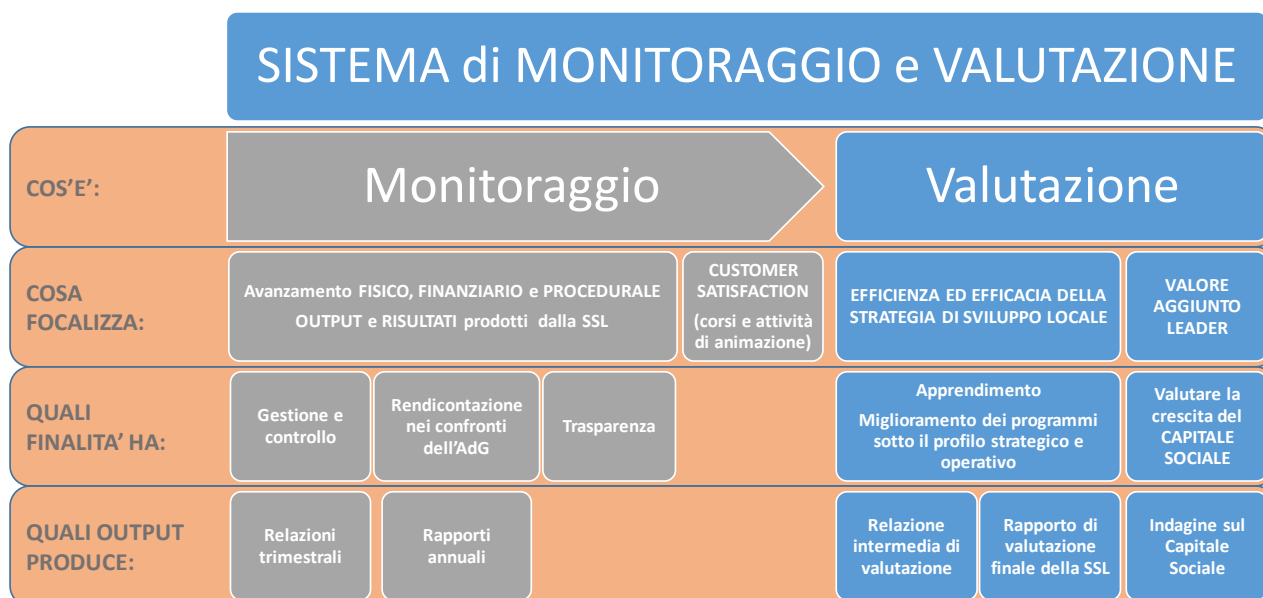 SISTEMA di MONITORAGGIO e VALUTAZIONE
COS'E':
Monitoraggio
Valutazione
COSA
FOCALIZZA:
Avanzamento FISICO, FINANZIARIO e PROCEDURALE
OUTPUT e RISULTATI prodotti dalla SSL
CUSTOMER
SATISFACTION
(corsi e attività
di animazione)
EFFICIENZA ED EFFICACIA DELLA
STRATEGIA DI SVILUPPO LOCALE
VALORE
AGGIUNTO
LEADER
QUALI
FINALITA' HA:
Gestione e
controllo
Rendicontazione
nei confronti
dell'AdG
Trasparenza
Apprendimento
Miglioramento dei programmi
sotto il profilo strategico e
operativo
Valutare la
crescita del
CAPITALE
SOCIALE
QUALI OUTPUT
PRODUCE:
Relazioni
trimestrali
Rapporti
annuali
Relazione
intermedia di
valutazione
Rapporto di
valutazione
finale della SSL
Indagine sul
Capitale
Sociale